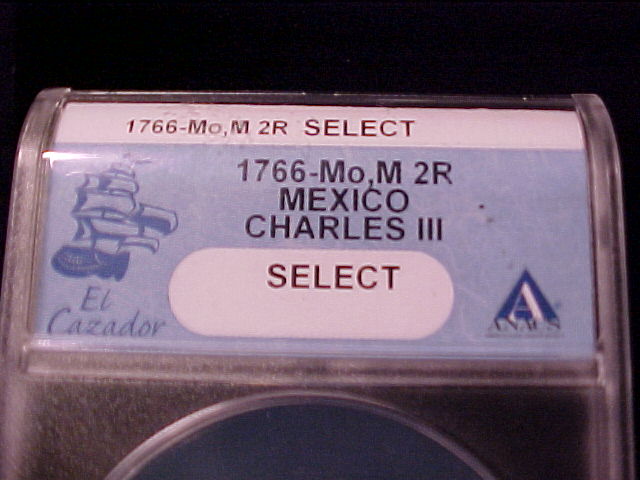 1766-Mo,M 2R SELECT
1766-Mo,M 2R
MEXICO
CHARLES III
SELECT
El
Cazador
ANACS